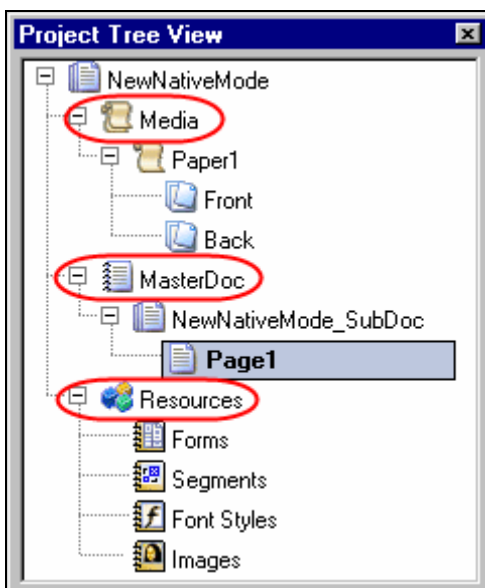 Project Tree View
NewNativeMode
Media
Paper1
Front
Back
MasterDoc
NewNativeMode_SubDoc
Page1
Resources
Forms
Segments
Font Styles
Images